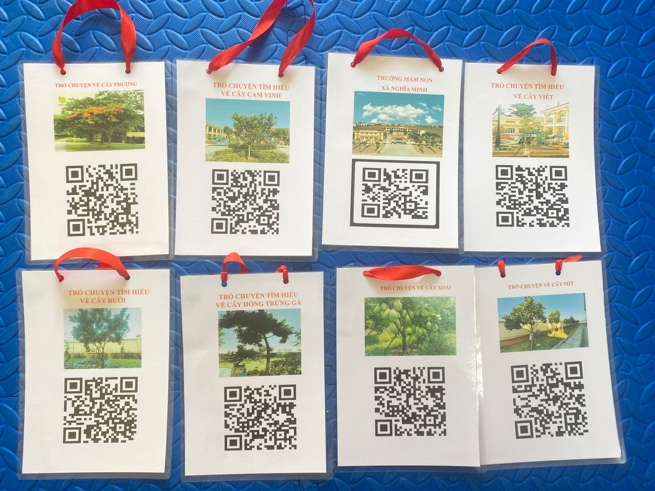 TRÒ CHUYỆN VỀ CÂY PHƯỢNG
TRÒ CHUYỆN TÌM HIỂU
VỀ CÂY CAM VINH
TRƯỜNG MẦM NON
XÃ NGHĨA MINH
TRÒ CHUYỆN TÌM HIỂU
VỀ CÂY VIẾT
TRÒ CHUYỆN TÌM HIỂU
VỀ CÂY BƯỞI
TRÒ CHUYỆN TÌM HIỂU
VỀ CÂY HỒNG TRỨNG GÀ
TRÒ CHUYỆN VỀ CÂY XOÀI
TRÒ CHUYỆN VỀ CÂY MÍT